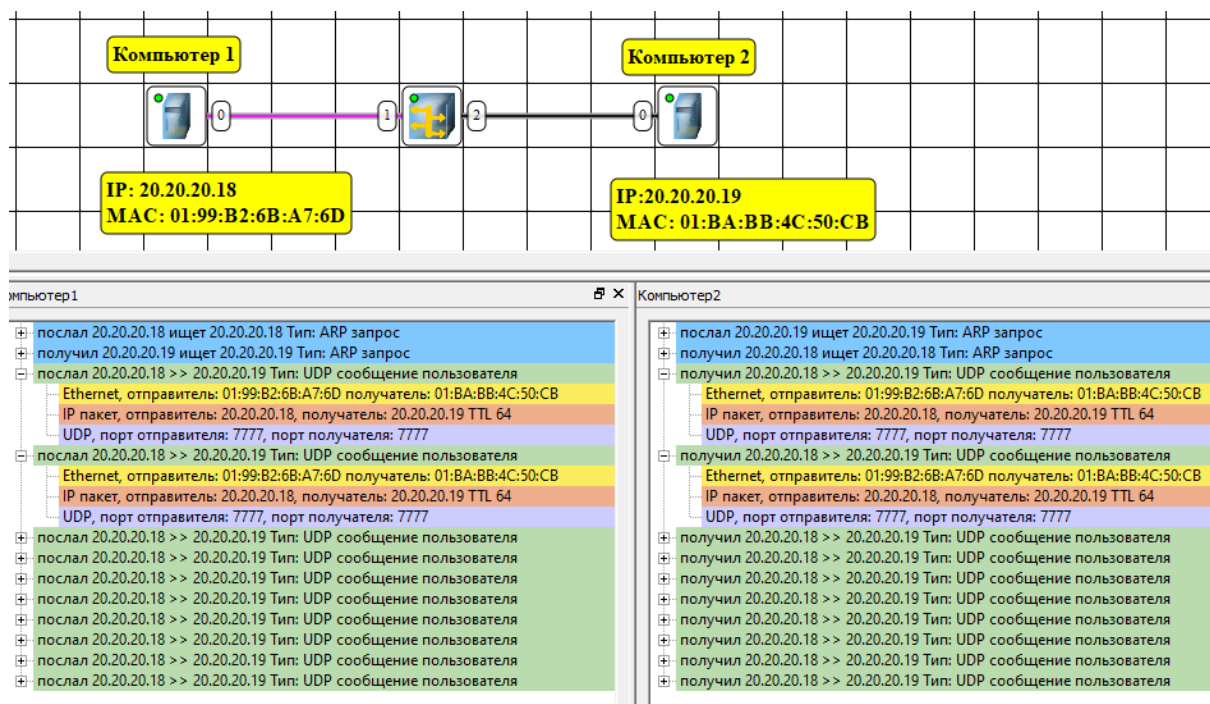 Компьютер 1
Компьютер 2
0
1
2
0
IP: 20.20.20.18
MAC: 01:99:B2:6B:A7:6D
IP:20.20.20.19
MAC: 01:BA:BB:4C:50:CB
омпьютер1
послал 20.20.20.18 ищет 20.20.20.18 Тип: ARP запрос
получил 20.20.20.19 ищет 20.20.20.19 Тип: ARP запрос
послал 20.20.20.18 >> 20.20.20.19 Тип: UDP сообщение пользователя
Ethernet, отправитель: 01:99:B2:6B:A7:6D получатель: 01:BA:BB:4C:50:CB
IP пакет, отправитель: 20.20.20.18, получатель: 20.20.20.19 TTL 64
UDP, порт отправителя: 7777, порт получателя: 7777
послал 20.20.20.18 >> 20.20.20.19 Тип: UDP сообщение пользователя
Ethernet, отправитель: 01:99:B2:6B:A7:6D получатель: 01:BA:BB:4C:50:CB
IP пакет, отправитель: 20.20.20.18, получатель: 20.20.20.19 TTL 64
UDP, порт отправителя: 7777, порт получателя: 7777
послал 20.20.20.18 >> 20.20.20.19 Тип: UDP сообщение пользователя
послал 20.20.20.18 >> 20.20.20.19 Тип: UDP сообщение пользователя
послал 20.20.20.18 >> 20.20.20.19 Тип: UDP сообщение пользователя
послал 20.20.20.18 >> 20.20.20.19 Тип: UDP сообщение пользователя
послал 20.20.20.18 >> 20.20.20.19 Тип: UDP сообщение пользователя
послал 20.20.20.18 >> 20.20.20.19 Тип: UDP сообщение пользователя
послал 20.20.20.18 >> 20.20.20.19 Тип: UDP сообщение пользователя
послал 20.20.20.18 >> 20.20.20.19 Тип: UDP сообщение пользователя
Компьютер2
послал 20.20.20.19 ищет 20.20.20.19 Тип: ARP запрос
получил 20.20.20.18 ищет 20.20.20.18 Тип: ARP запрос
получил 20.20.20.18 >> 20.20.20.19 Тип: UDP сообщение пользователя
Ethernet, отправитель: 01:99:B2:6B:A7:6D получатель: 01:BA:BB:4C:50:CB
IP пакет, отправитель: 20.20.20.18, получатель: 20.20.20.19 TTL 64
UDP, порт отправителя: 7777, порт получателя: 7777
получил 20.20.20.18 >> 20.20.20.19 Тип: UDP сообщение пользователя
Ethernet, отправитель: 01:99:B2:6B:A7:6D получатель: 01:BA:BB:4C:50:CB
IP пакет, отправитель: 20.20.20.18, получатель: 20.20.20.19 TTL 64
UDP, порт отправителя: 7777, порт получателя: 7777
получил 20.20.20.18 >> 20.20.20.19 Тип: UDP сообщение пользователя
получил 20.20.20.18 >> 20.20.20.19 Тип: UDP сообщение пользователя
получил 20.20.20.18 >> 20.20.20.19 Тип: UDP сообщение пользователя
получил 20.20.20.18 >> 20.20.20.19 Тип: UDP сообщение пользователя
получил 20.20.20.18 >> 20.20.20.19 Тип: UDP сообщение пользователя
получил 20.20.20.18 >> 20.20.20.19 Тип: UDP сообщение пользователя
получил 20.20.20.18 >> 20.20.20.19 Тип: UDP сообщение пользователя
получил 20.20.20.18 >> 20.20.20.19 Тип: UDP сообщение пользователя